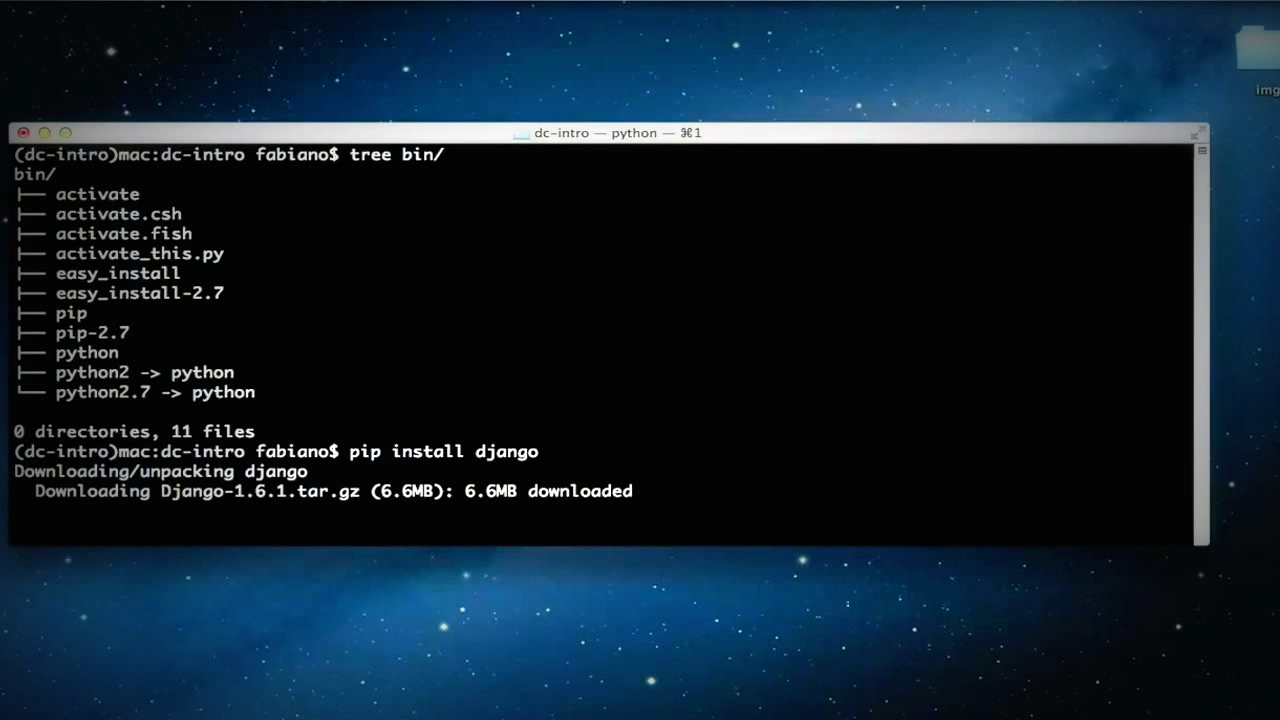 img
dc-intro — python — ⌘1
(dc-intro)mac:dc-intro fabiano$ tree bin/
bin/
├── activate
├── activate.csh
├── activate.fish
├── activate_this.py
├── easy_install
├── easy_install-2.7
├── pip
├── pip-2.7
├── python
├── python2 -> python
└── python2.7 -> python
0 directories, 11 files
(dc-intro)mac:dc-intro fabiano$ pip install django
Downloading/unpacking django
  Downloading Django-1.6.1.tar.gz (6.6MB): 6.6MB downloaded